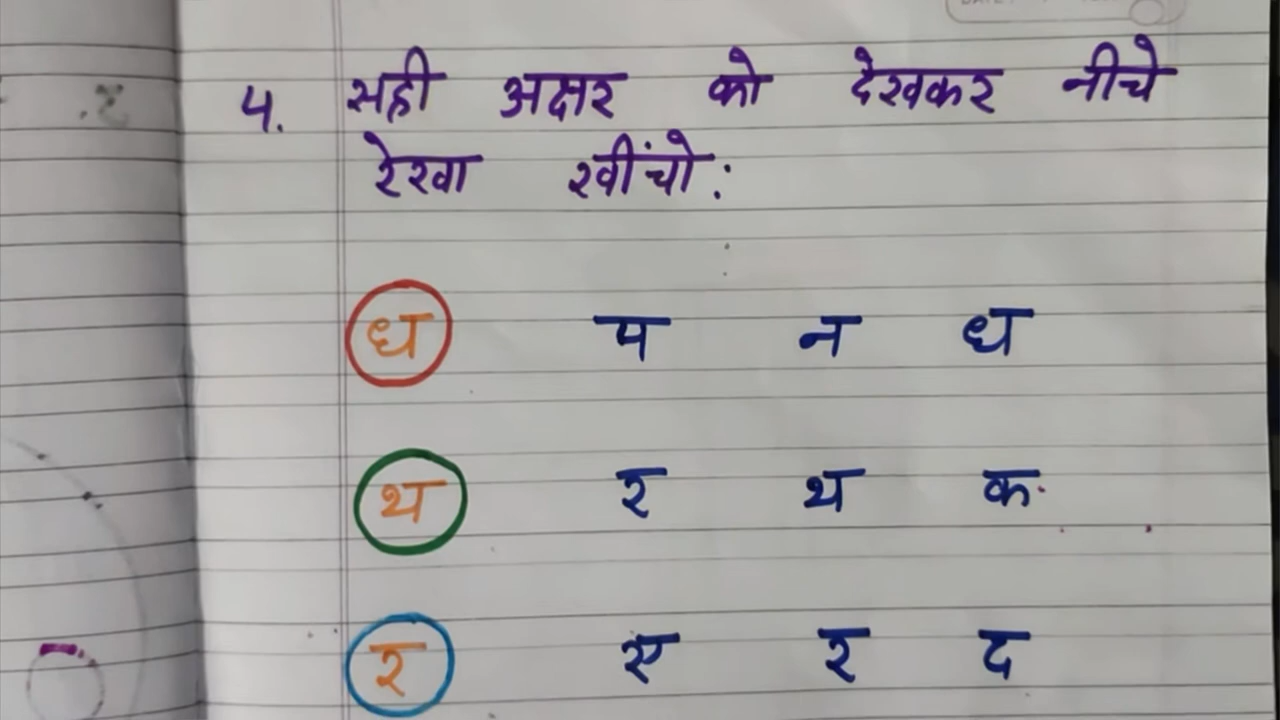 4. सही अक्षर को देखकर नीचे
रेखा खींचो:
ध प न ध
थ र थ क
र स र द